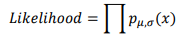 Likelihood = ∏ p_{μ,σ}(x)